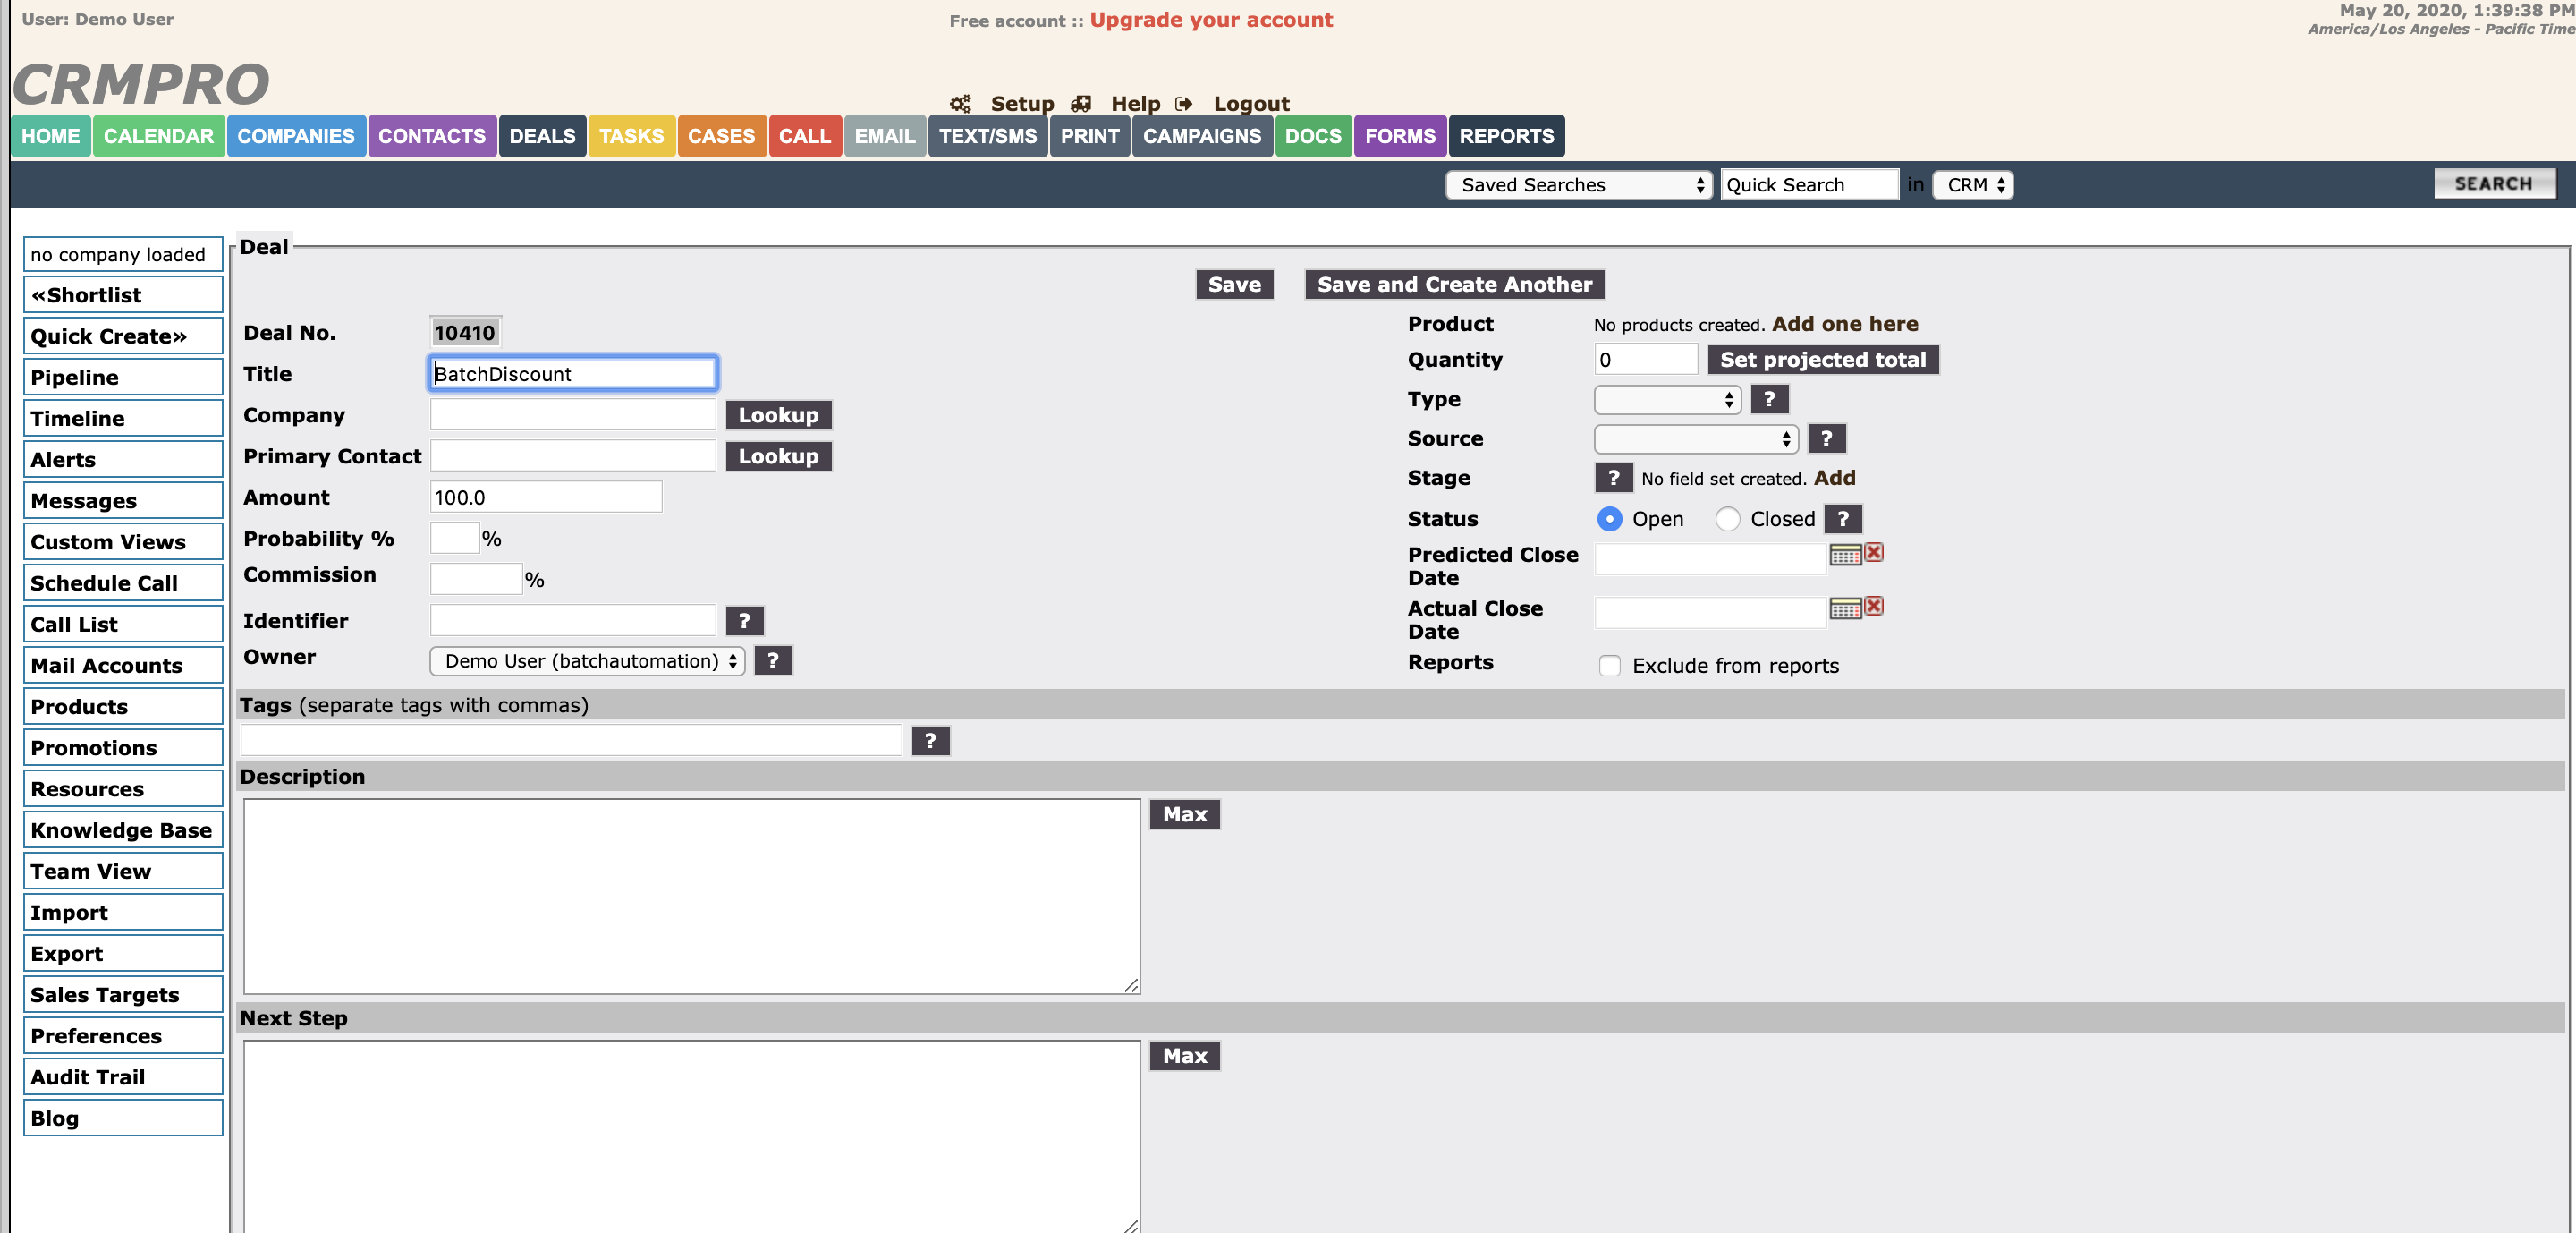 User: Demo User
Free account :: Upgrade your account
May 20, 2020, 1:39:38 PM
America/Los Angeles - Pacific Time
CRMPRO
Setup Help Logout
HOME CALENDAR COMPANIES CONTACTS DEALS TASKS CASES CALL EMAIL TEXT/SMS PRINT CAMPAIGNS DOCS FORMS REPORTS
Saved Searches Quick Search in CRM SEARCH
no company loaded
«Shortlist
Quick Create»
Pipeline
Timeline
Alerts
Messages
Custom Views
Schedule Call
Call List
Mail Accounts
Products
Promotions
Resources
Knowledge Base
Team View
Import
Export
Sales Targets
Preferences
Audit Trail
Blog
Deal
Save Save and Create Another
Deal No. 10410
Title BatchDiscount
Company Lookup
Primary Contact Lookup
Amount 100.0
Probability % %
Commission %
Identifier ?
Owner Demo User (batchautomation) ?
Product No products created. Add one here
Quantity 0 Set projected total
Type ?
Source ?
Stage ? No field set created. Add
Status Open Closed ?
Predicted Close
Date
Actual Close
Date
Reports Exclude from reports
Tags (separate tags with commas)
?
Description
Max
Next Step
Max